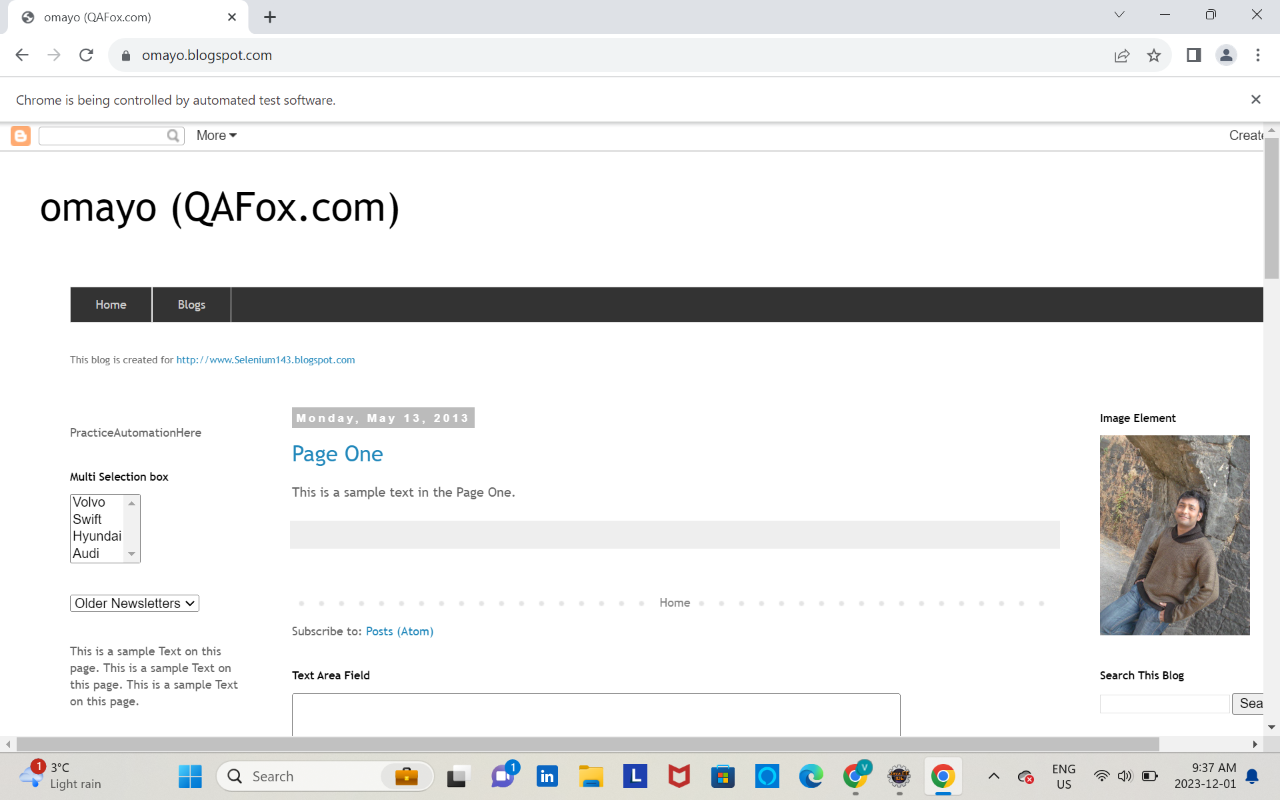 omayo (QAFox.com)
omayo.blogspot.com
Chrome is being controlled by automated test software.
More
Create
omayo (QAFox.com)
Home
Blogs
This blog is created for http://www.Selenium143.blogspot.com
PracticeAutomationHere
Multi Selection box
Volvo
Swift
Hyundai
Audi
Older Newsletters
This is a sample Text on this
page. This is a sample Text on
this page. This is a sample Text
on this page.
Monday, May 13, 2013
Page One
This is a sample text in the Page One.
Home
Subscribe to: Posts (Atom)
Text Area Field
Image Element
Search This Blog
Sea
1
3°C
Light rain
Search
1
in
L
V
ENG
US
9:37 AM
2023-12-01